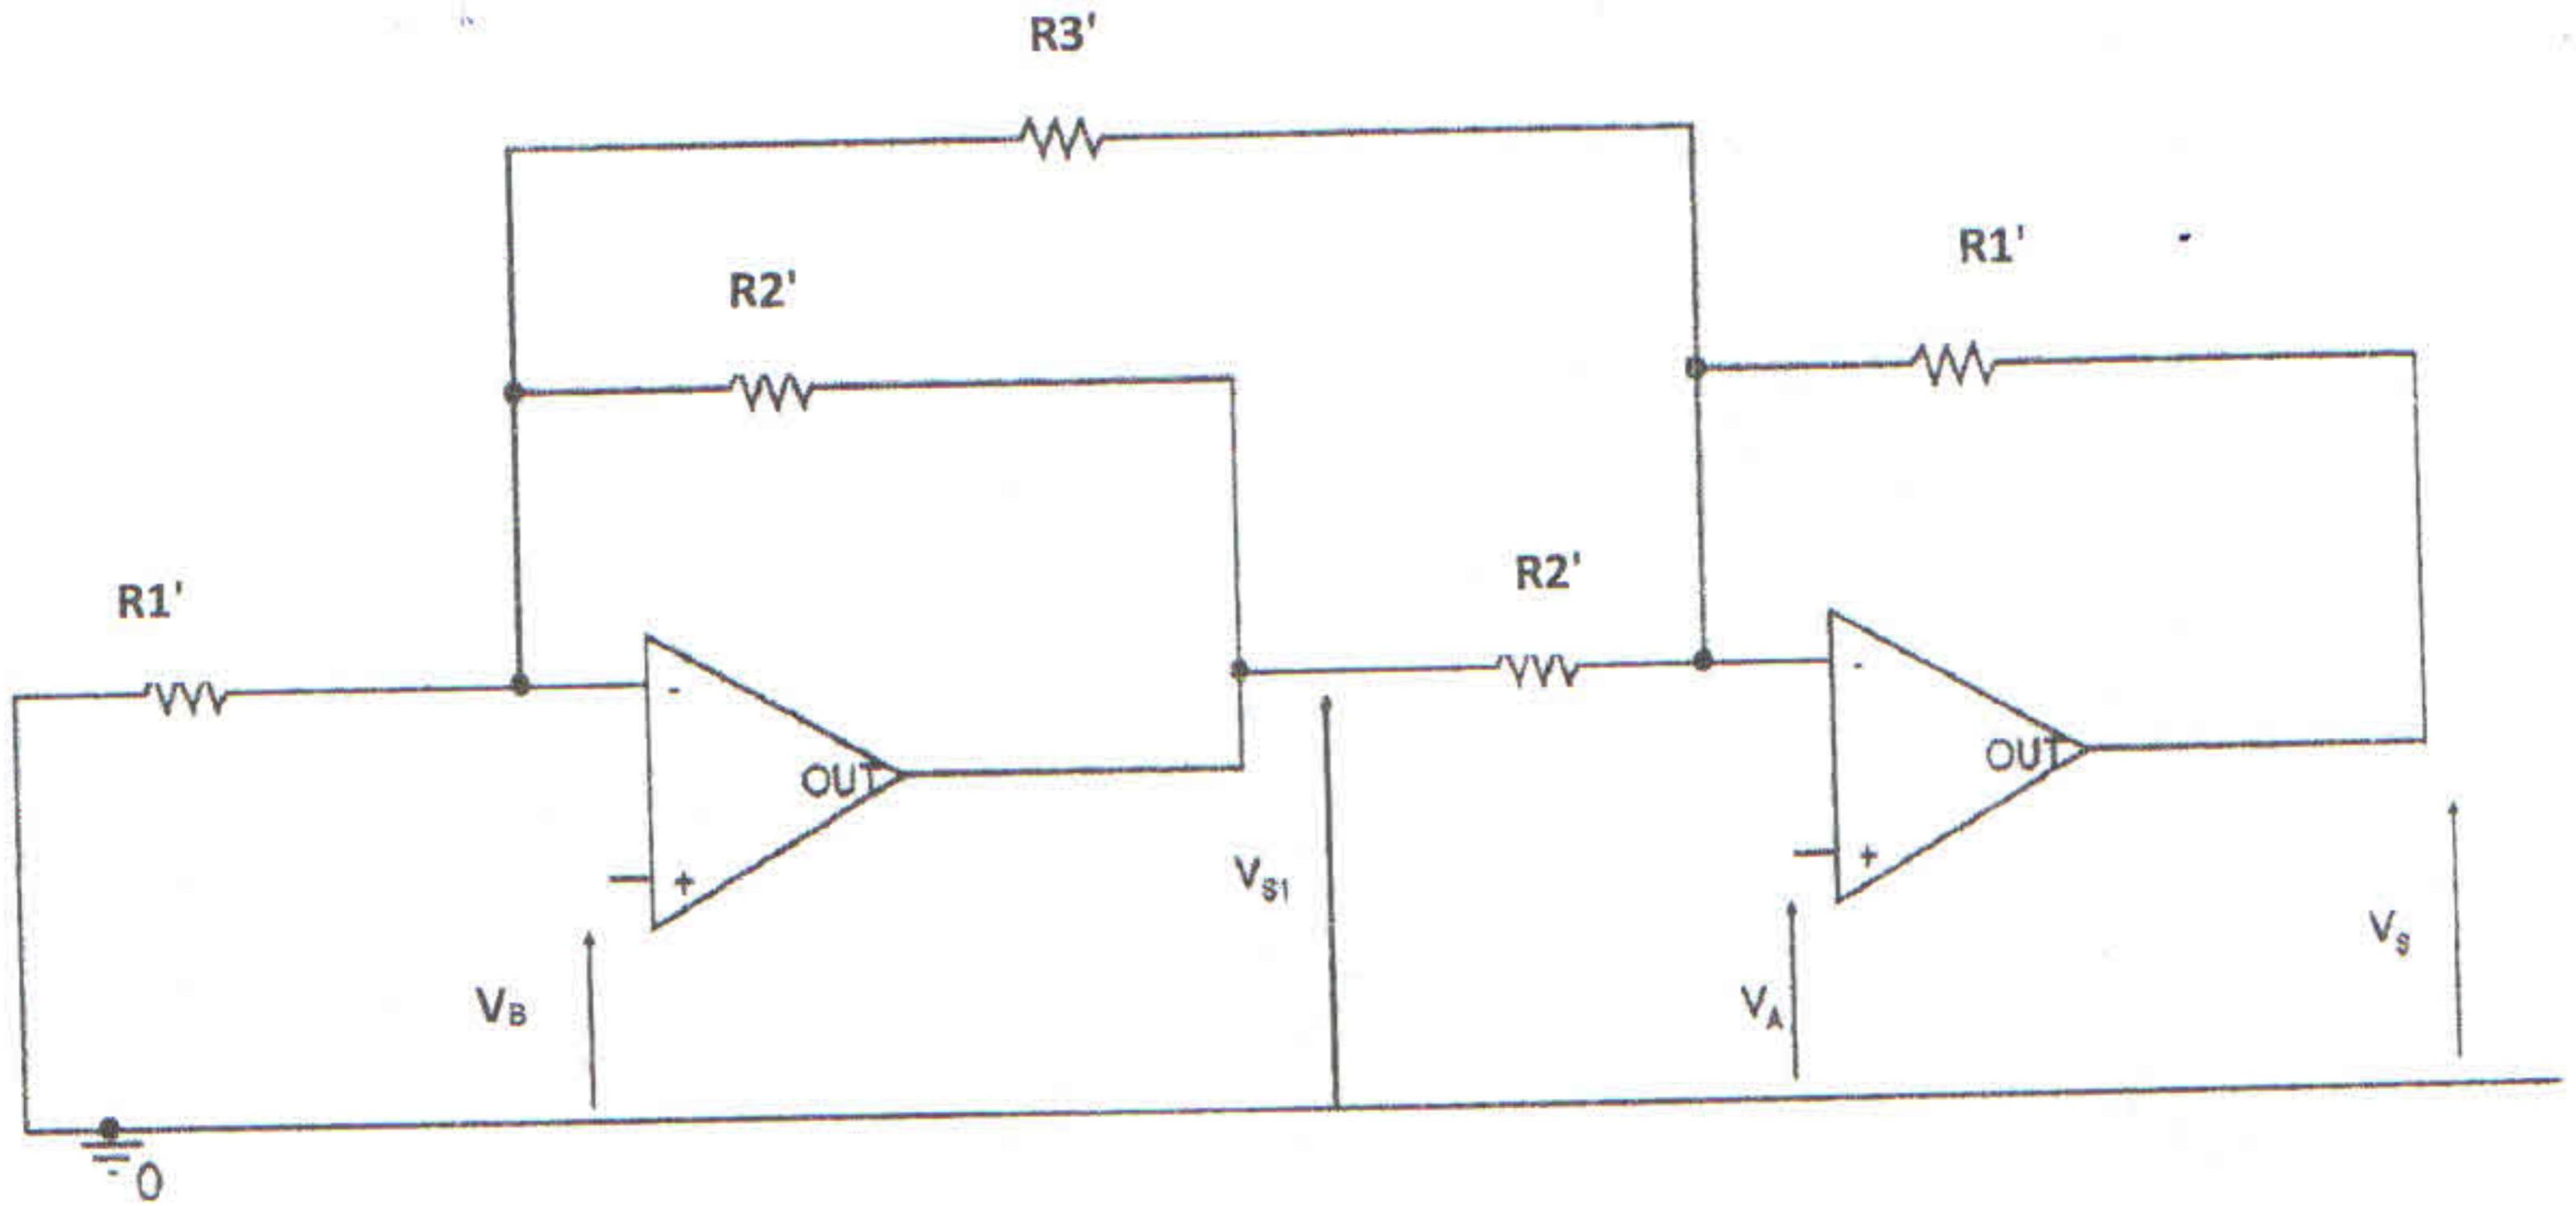 R3'
R1'
R2'
R2'
R1'
-
-
OUT
OUT
+
+
VS1
VS
VB
VA
0